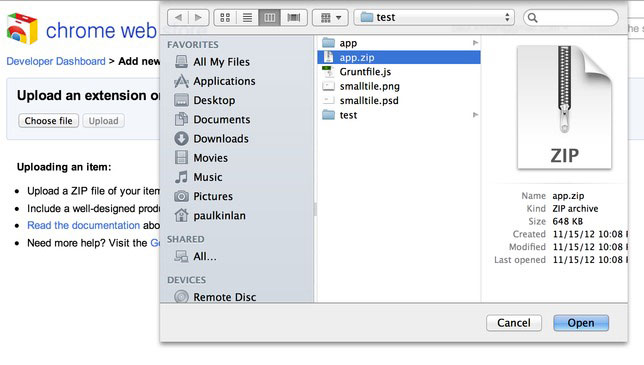 chrome web s
Developer Dashboard > Add new
Upload an extension or
Choose file Upload
Uploading an item:
Upload a ZIP file of your item
Include a well-designed produ
Read the documentation abo
Need more help? Visit the Go
test
FAVORITES
All My Files
Applications
Desktop
Documents
Downloads
Movies
Music
Pictures
paulkinlan
SHARED
All...
DEVICES
Remote Disc
app
app.zip
Gruntfile.js
smalltile.png
smalltile.psd
test
ZIP
Name app.zip
Kind ZIP archive
Size 648 KB
Created 11/15/12 10:08
Modified 11/15/12 10:08
Last opened 11/15/12 10:08
Cancel Open